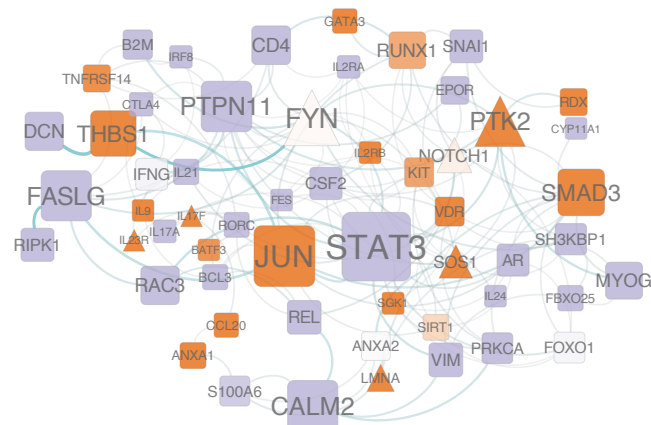 GATA3
B2M
CD4
RUNX1
SNAI1
IRF8
IL2RA
TNFRSF14
EPOR
RDX
CTLA4
PTPN11
FYN
PTK2
DCN
THBS1
CYP11A1
IL2RB
NOTCH1
IFNG
IL21
KIT
CSF2
FASLG
SMAD3
FES
IL9
IL17F
VDR
RORC
IL17A
IL23R
SH3KBP1
RIPK1
BATF3
JUN
STAT3
SOS1
AR
RAC3
BCL3
MYOG
IL24
FBXO25
SGK1
REL
CCL20
SIRT1
ANXA2
PRKCA
FOXO1
ANXA1
VIM
LMNA
S100A6
CALM2